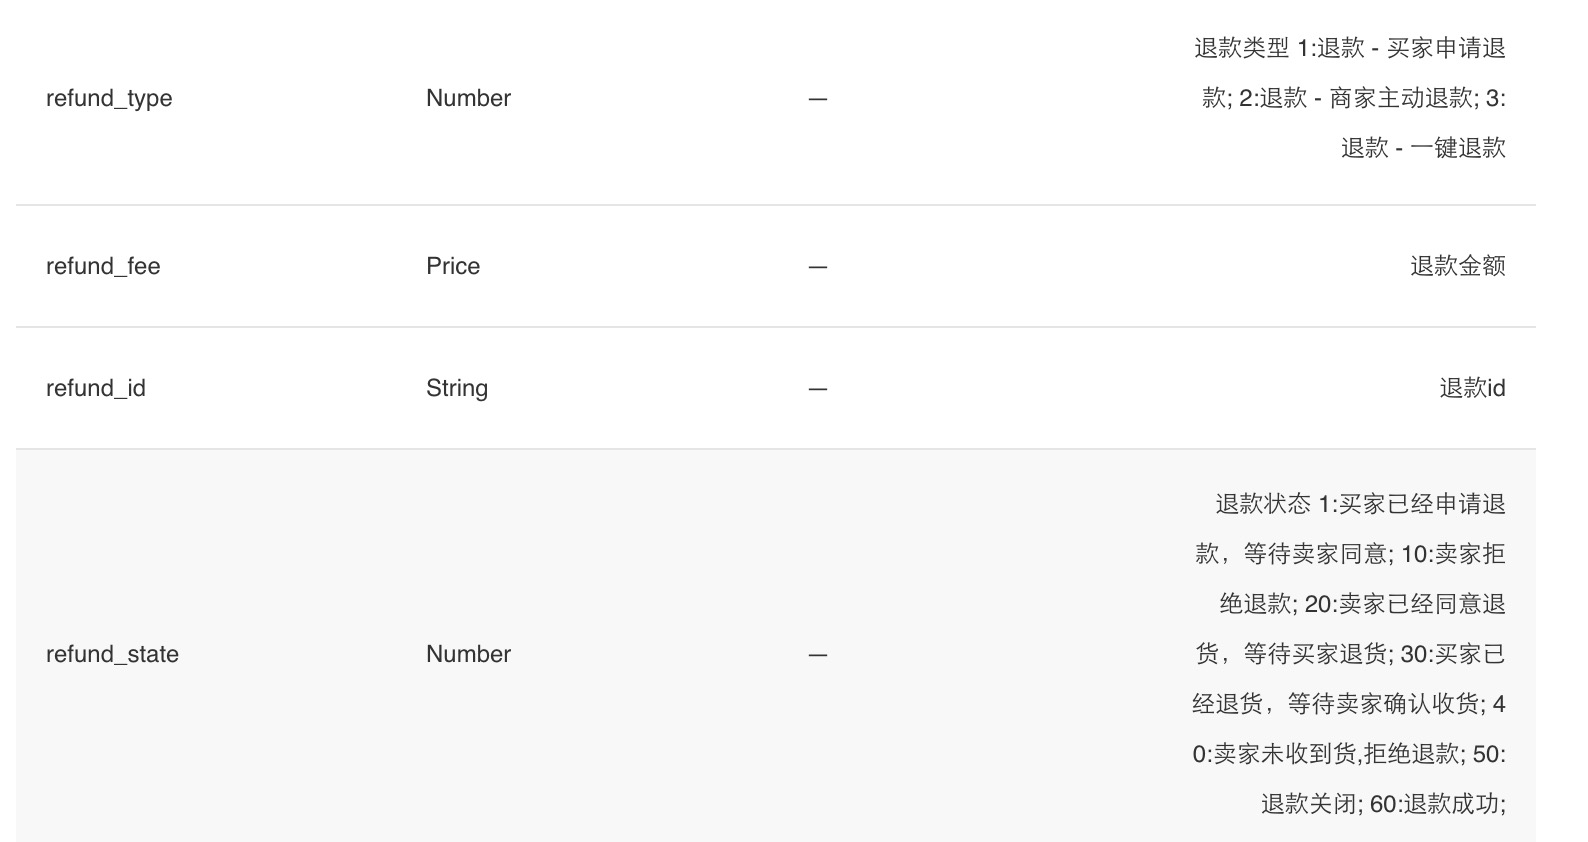 退款类型 1:退款 - 买家申请退
refund_type Number — 款; 2:退款 - 商家主动退款; 3:
退款 - 一键退款
refund_fee Price — 退款金额
refund_id String — 退款id
退款状态 1:买家已经申请退
款，等待卖家同意; 10:卖家拒
绝退款; 20:卖家已经同意退
refund_state Number — 货，等待买家退货; 30:买家已
经退货，等待卖家确认收货; 4
0:卖家未收到货,拒绝退款; 50:
退款关闭; 60:退款成功;